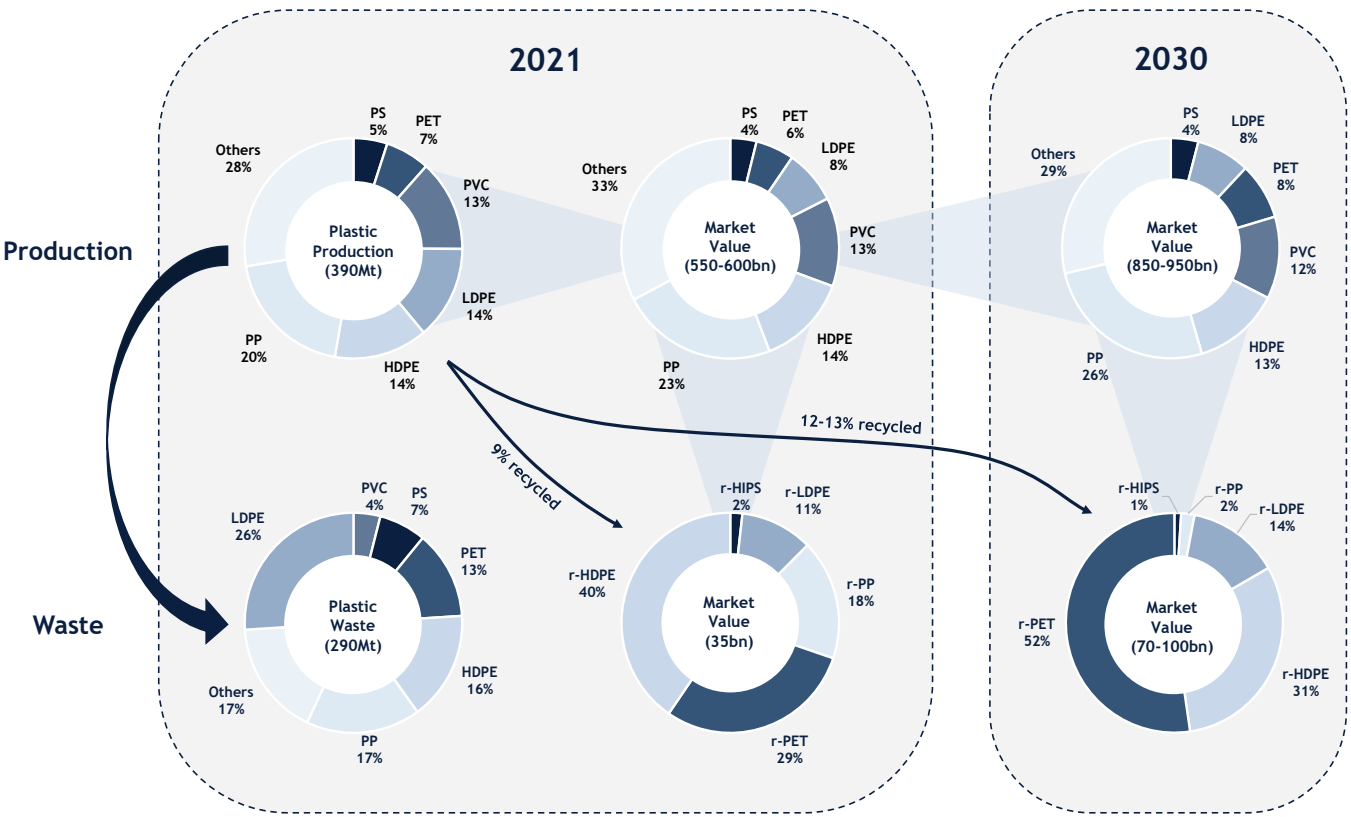 2021
2030
Production
PS
5%
PET
7%
PVC
13%
LDPE
14%
HDPE
14%
PP
20%
Others
28%
Plastic
Production
(390Mt)
PS
4%
PET
6%
LDPE
8%
PVC
13%
HDPE
14%
PP
23%
Others
33%
Market
Value
(550-600bn)
PS
4%
LDPE
8%
PET
8%
PVC
12%
HDPE
13%
PP
26%
Others
29%
Market
Value
(850-950bn)
9% recycled
12-13% recycled
Waste
PVC
4%
PS
7%
PET
13%
HDPE
16%
PP
17%
Others
17%
LDPE
26%
Plastic
Waste
(290Mt)
r-HIPS
2%
r-LDPE
11%
r-PP
18%
r-PET
29%
r-HDPE
40%
Market
Value
(35bn)
r-HIPS
1%
r-PP
2%
r-LDPE
14%
r-HDPE
31%
r-PET
52%
Market
Value
(70-100bn)